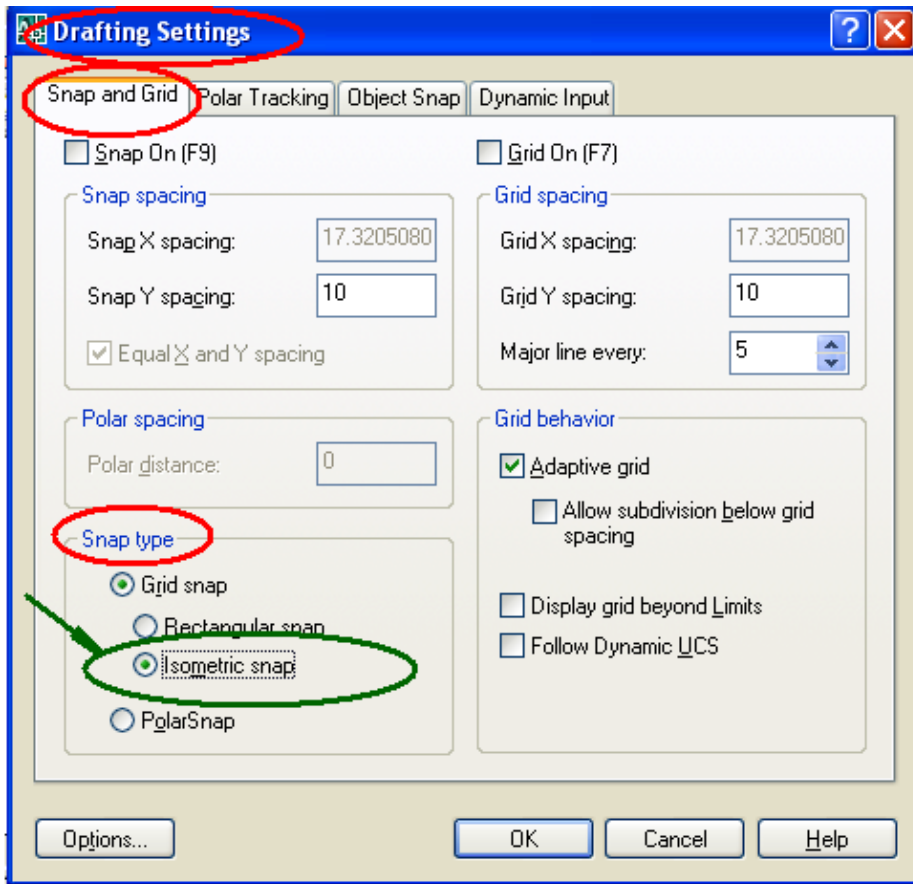 Drafting Settings
Snap and Grid Polar Tracking Object Snap Dynamic Input
Snap On (F9)
Snap spacing
Snap X spacing: 17.3205080
Snap Y spacing: 10
Equal X and Y spacing
Polar spacing
Polar distance: 0
Snap type
Grid snap
Rectangular snap
Isometric snap
PolarSnap
Grid On (F7)
Grid spacing
Grid X spacing: 17.3205080
Grid Y spacing: 10
Major line every: 5
Grid behavior
Adaptive grid
Allow subdivision below grid
spacing
Display grid beyond Limits
Follow Dynamic UCS
Options... OK Cancel Help